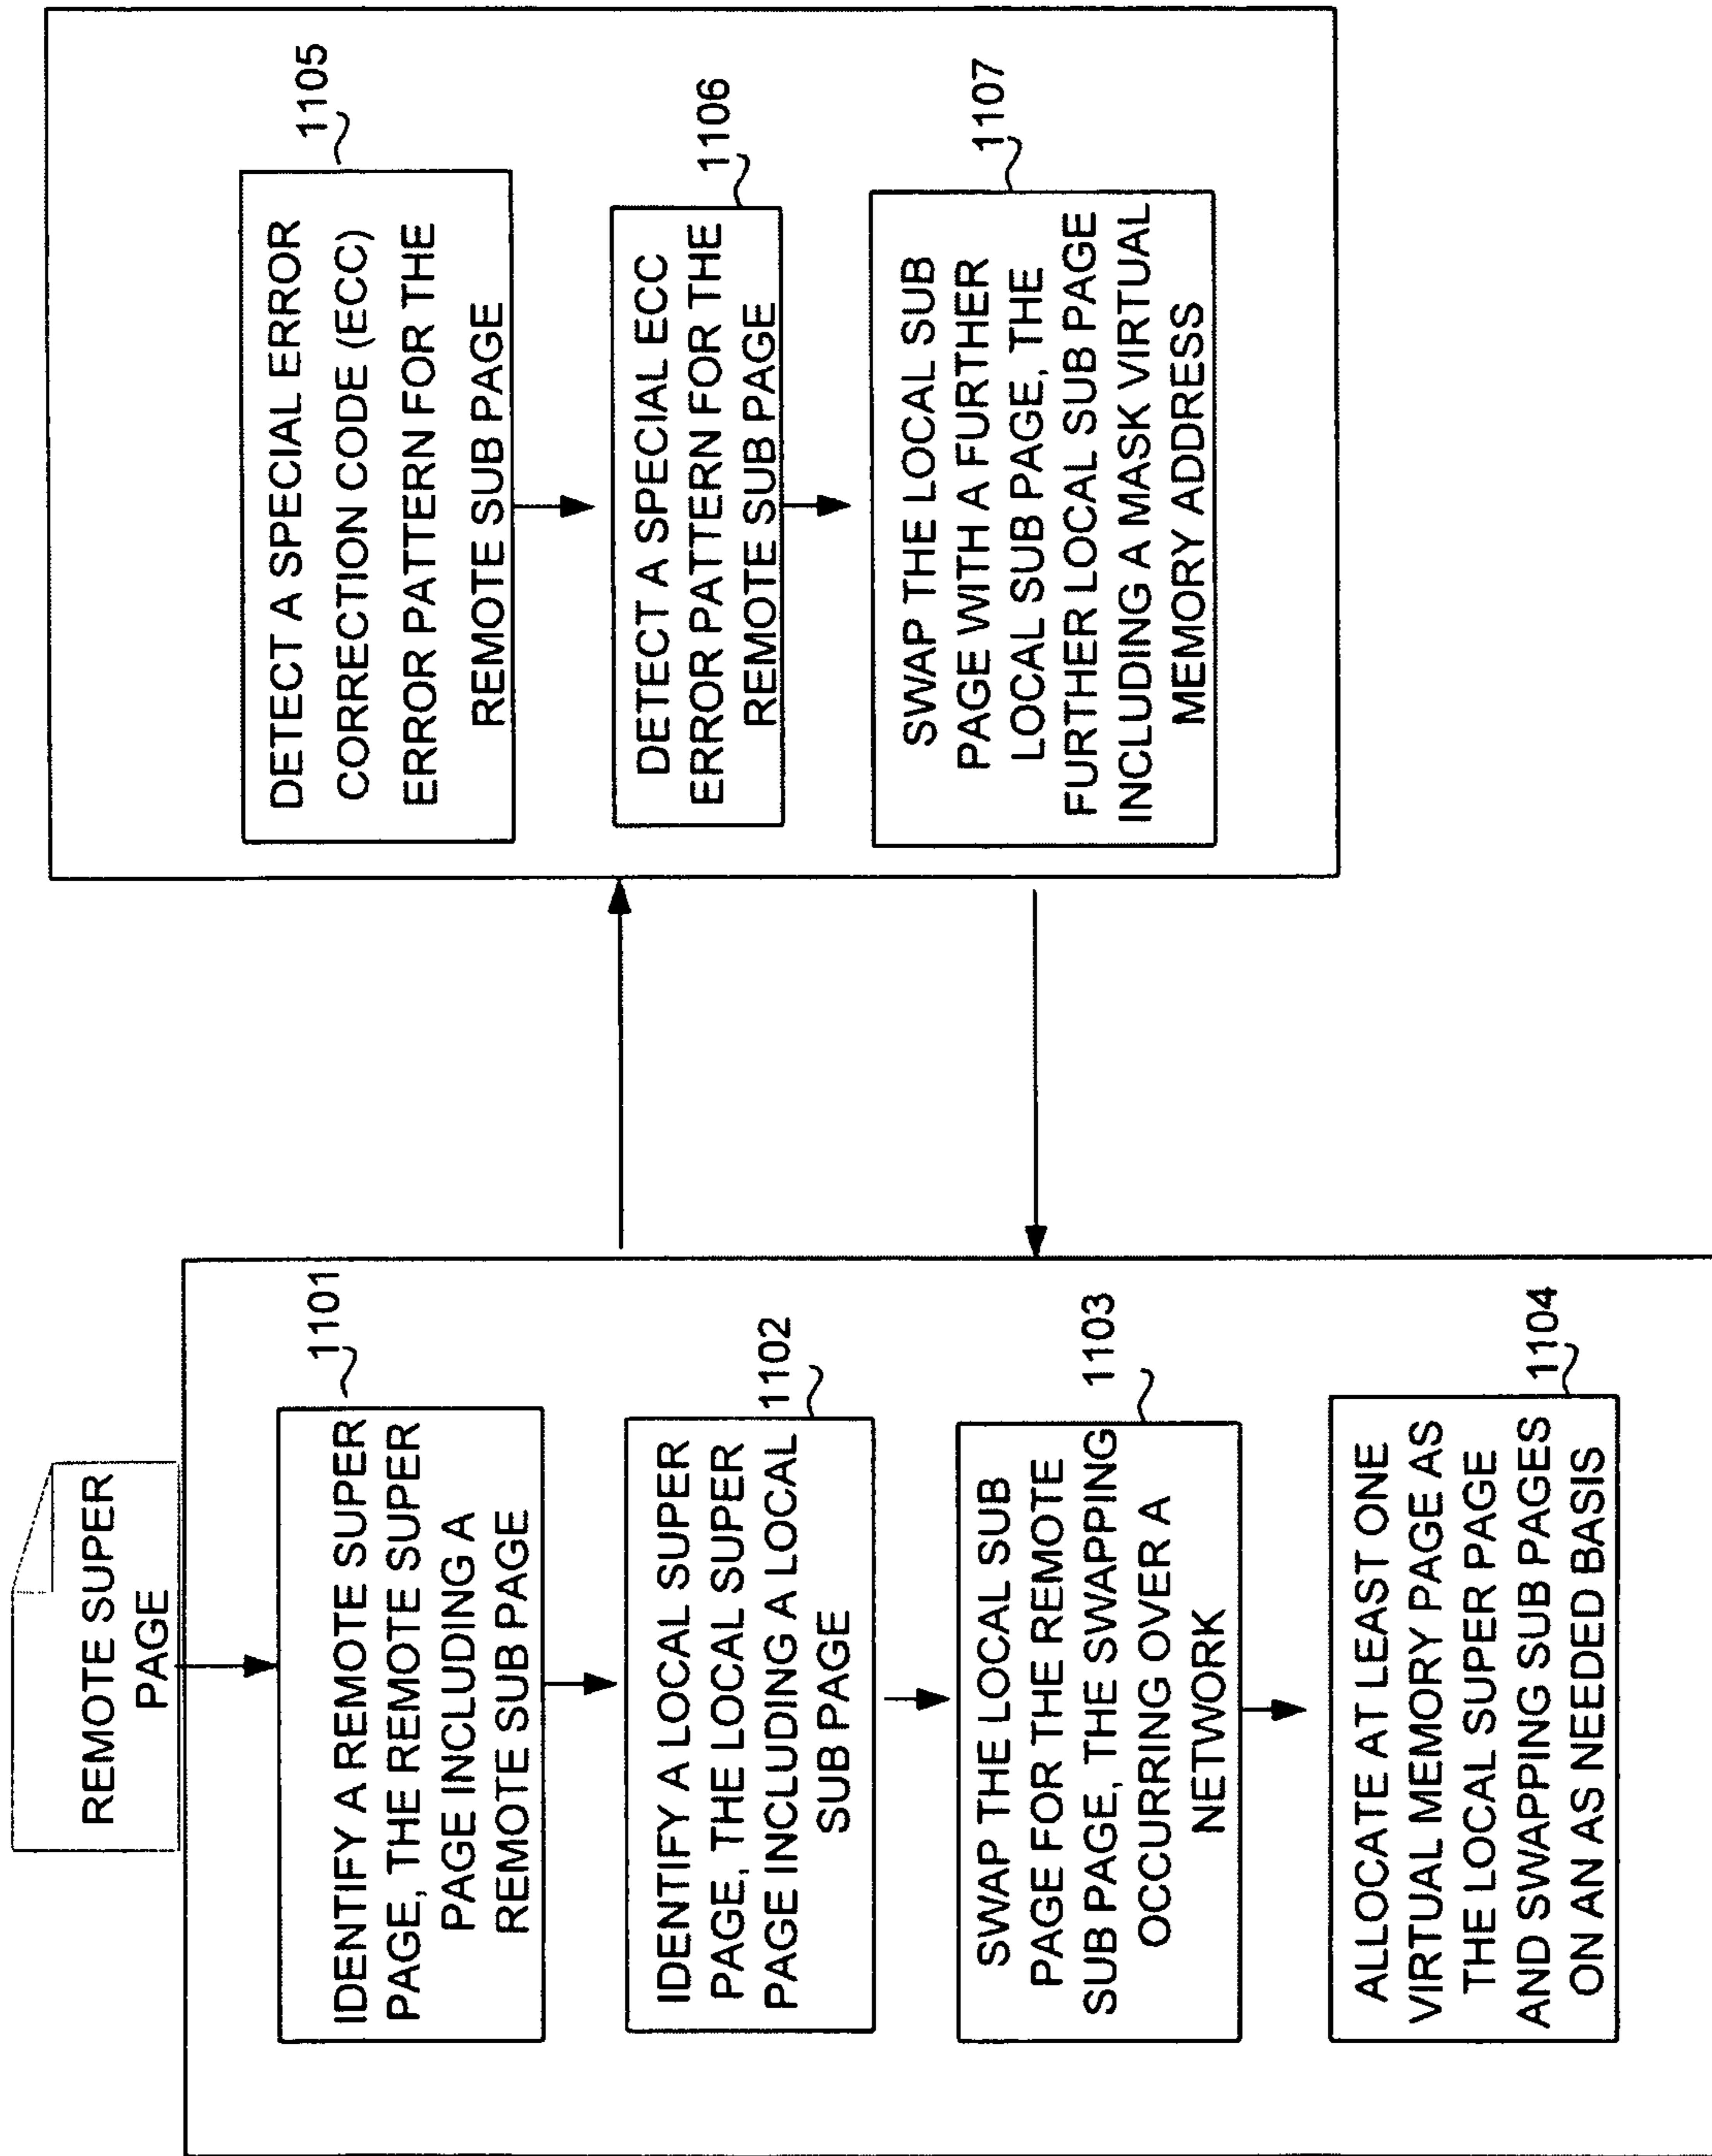 REMOTE SUPER
PAGE
1101
IDENTIFY A REMOTE SUPER
PAGE, THE REMOTE SUPER
PAGE INCLUDING A
REMOTE SUB PAGE
1102
IDENTIFY A LOCAL SUPER
PAGE, THE LOCAL SUPER
PAGE INCLUDING A LOCAL
SUB PAGE
1103
SWAP THE LOCAL SUB
PAGE FOR THE REMOTE
SUB PAGE, THE SWAPPING
OCCURRING OVER A
NETWORK
1104
ALLOCATE AT LEAST ONE
VIRTUAL MEMORY PAGE AS
THE LOCAL SUPER PAGE
AND SWAPPING SUB PAGES
ON AN AS NEEDED BASIS
1105
DETECT A SPECIAL ERROR
CORRECTION CODE (ECC)
ERROR PATTERN FOR THE
REMOTE SUB PAGE
1106
DETECT A SPECIAL ECC
ERROR PATTERN FOR THE
REMOTE SUB PAGE
1107
SWAP THE LOCAL SUB
PAGE WITH A FURTHER
LOCAL SUB PAGE, THE
FURTHER LOCAL SUB PAGE
INCLUDING A MASK VIRTUAL
MEMORY ADDRESS